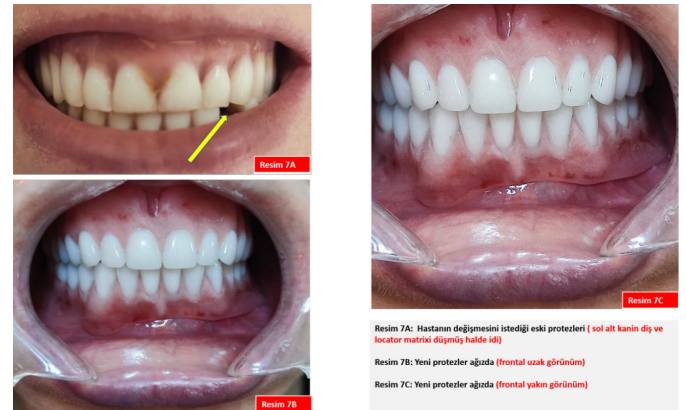 Resim 7A
Resim 7B
Resim 7C
Resim 7A: Hastanın değişmesini istediği eski protezleri ( sol alt kanin diş ve
locator matrixi düşmüş halde idi)
Resim 7B: Yeni protezler ağızda (frontal uzak görünüm)
Resim 7C: Yeni protezler ağızda (frontal yakın görünüm)